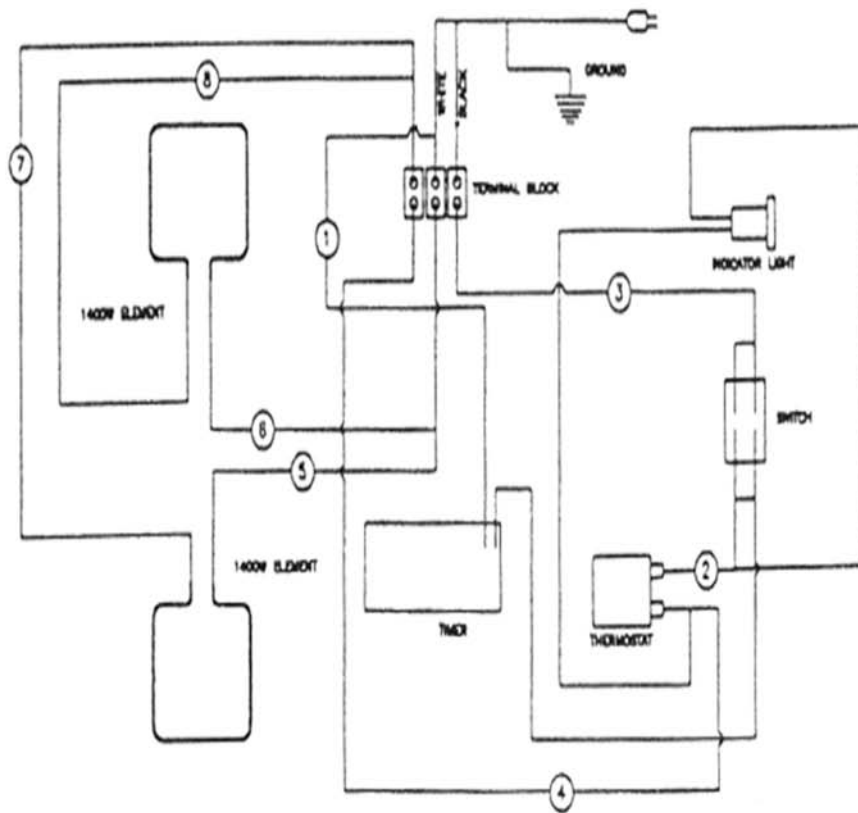 8
WHITE
BLACK
GROUND
7
TERMINAL BLOCK
1
INDICATOR LIGHT
3
1400W ELEMENT
SWITCH
6
5
1400W ELEMENT
2
TIMER
THERMOSTAT
4